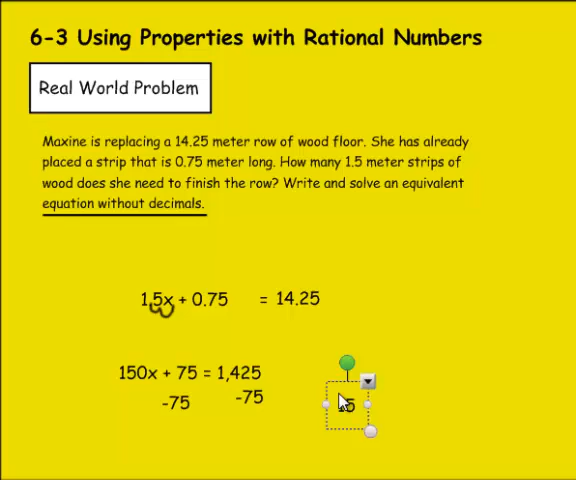 6-3 Using Properties with Rational Numbers
Real World Problem
Maxine is replacing a 14.25 meter row of wood floor. She has already
placed a strip that is 0.75 meter long. How many 1.5 meter strips of
wood does she need to finish the row? Write and solve an equivalent
equation without decimals.
1.5x + 0.75 = 14.25
150x + 75 = 1,425
-75 -75